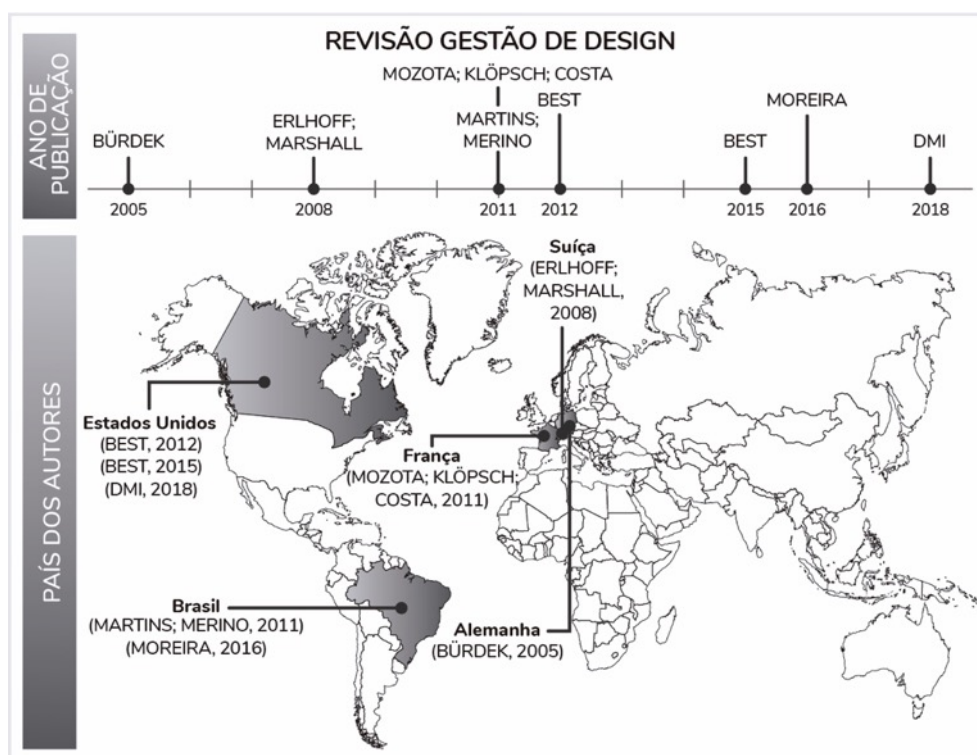 REVISÃO GESTÃO DE DESIGN
ANO DE
PUBLICAÇÃO
MOZOTA; KLÖPSCH; COSTA
BÜRDEK
ERLHOFF;
MARSHALL
MARTINS;
MERINO
BEST
BEST
MOREIRA
DMI
2005
2008
2011
2012
2015
2016
2018
PAÍS DOS AUTORES
Suíça
(ERLHOFF;
MARSHALL,
2008)
Estados Unidos
(BEST, 2012)
(BEST, 2015)
(DMI, 2018)
França
(MOZOTA; KLÖPSCH;
COSTA, 2011)
Brasil
(MARTINS; MERINO, 2011)
(MOREIRA, 2016)
Alemanha
(BÜRDEK, 2005)